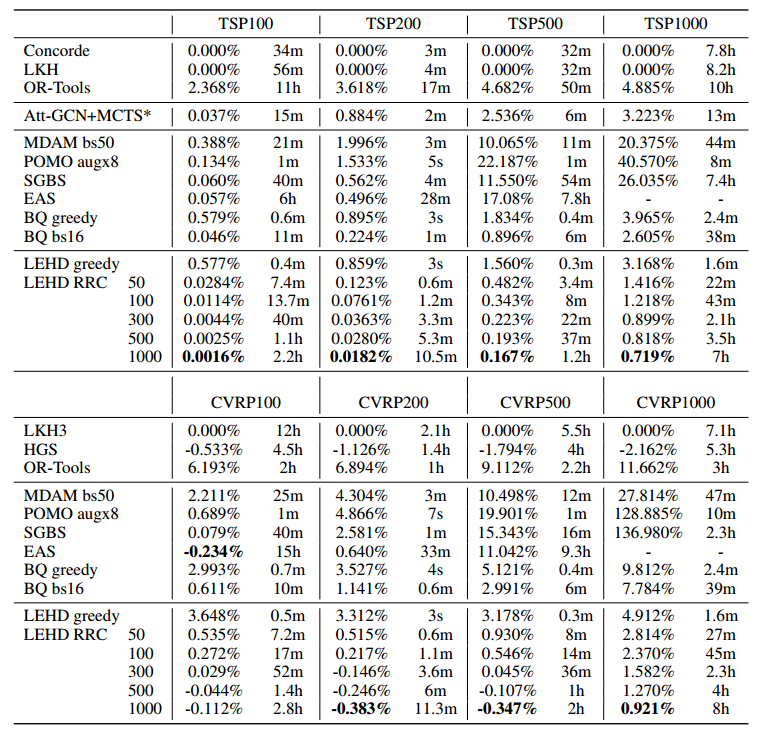 TSP100 TSP200 TSP500 TSP1000
Concorde 0.000% 34m 0.000% 3m 0.000% 32m 0.000% 7.8h
LKH 0.000% 56m 0.000% 4m 0.000% 32m 0.000% 8.2h
OR-Tools 2.368% 11h 3.618% 17m 4.682% 50m 4.885% 10h
Att-GCN+MCTS* 0.037% 15m 0.884% 2m 2.536% 6m 3.223% 13m
MDAM bs50 0.388% 21m 1.996% 3m 10.065% 11m 20.375% 44m
POMO augx8 0.134% 1m 1.533% 5s 22.187% 1m 40.570% 8m
SGBS 0.060% 40m 0.562% 4m 11.550% 54m 26.035% 7.4h
EAS 0.057% 6h 0.496% 28m 17.08% 7.8h - -
BQ greedy 0.579% 0.6m 0.895% 3s 1.834% 0.4m 3.965% 2.4m
BQ bs16 0.046% 11m 0.224% 1m 0.896% 6m 2.605% 38m
LEHD greedy 0.577% 0.4m 0.859% 3s 1.560% 0.3m 3.168% 1.6m
LEHD RRC 50 0.0284% 7.4m 0.123% 0.6m 0.482% 3.4m 1.416% 22m
100 0.0114% 13.7m 0.0761% 1.2m 0.343% 8m 1.218% 43m
300 0.0044% 40m 0.0363% 3.3m 0.223% 22m 0.899% 2.1h
500 0.0025% 1.1h 0.0280% 5.3m 0.193% 37m 0.818% 3.5h
1000 0.0016% 2.2h 0.0182% 10.5m 0.167% 1.2h 0.719% 7h
CVRP100 CVRP200 CVRP500 CVRP1000
LKH3 0.000% 12h 0.000% 2.1h 0.000% 5.5h 0.000% 7.1h
HGS -0.533% 4.5h -1.126% 1.4h -1.794% 4h -2.162% 5.3h
OR-Tools 6.193% 2h 6.894% 1h 9.112% 2.2h 11.662% 3h
MDAM bs50 2.211% 25m 4.304% 3m 10.498% 12m 27.814% 47m
POMO augx8 0.689% 1m 4.866% 7s 19.901% 1m 128.885% 10m
SGBS 0.079% 40m 2.581% 1m 15.343% 16m 136.980% 2.3h
EAS -0.234% 15h 0.640% 33m 11.042% 9.3h - -
BQ greedy 2.993% 0.7m 3.527% 4s 5.121% 0.4m 9.812% 2.4m
BQ bs16 0.611% 10m 1.141% 0.6m 2.991% 6m 7.784% 39m
LEHD greedy 3.648% 0.5m 3.312% 3s 3.178% 0.3m 4.912% 1.6m
LEHD RRC 50 0.535% 7.2m 0.515% 0.6m 0.930% 8m 2.814% 27m
100 0.272% 17m 0.217% 1.1m 0.546% 14m 2.370% 45m
300 0.029% 52m -0.146% 3.6m 0.045% 36m 1.582% 2.3h
500 -0.044% 1.4h -0.246% 6m -0.107% 1h 1.270% 4h
1000 -0.112% 2.8h -0.383% 11.3m -0.347% 2h 0.921% 8h